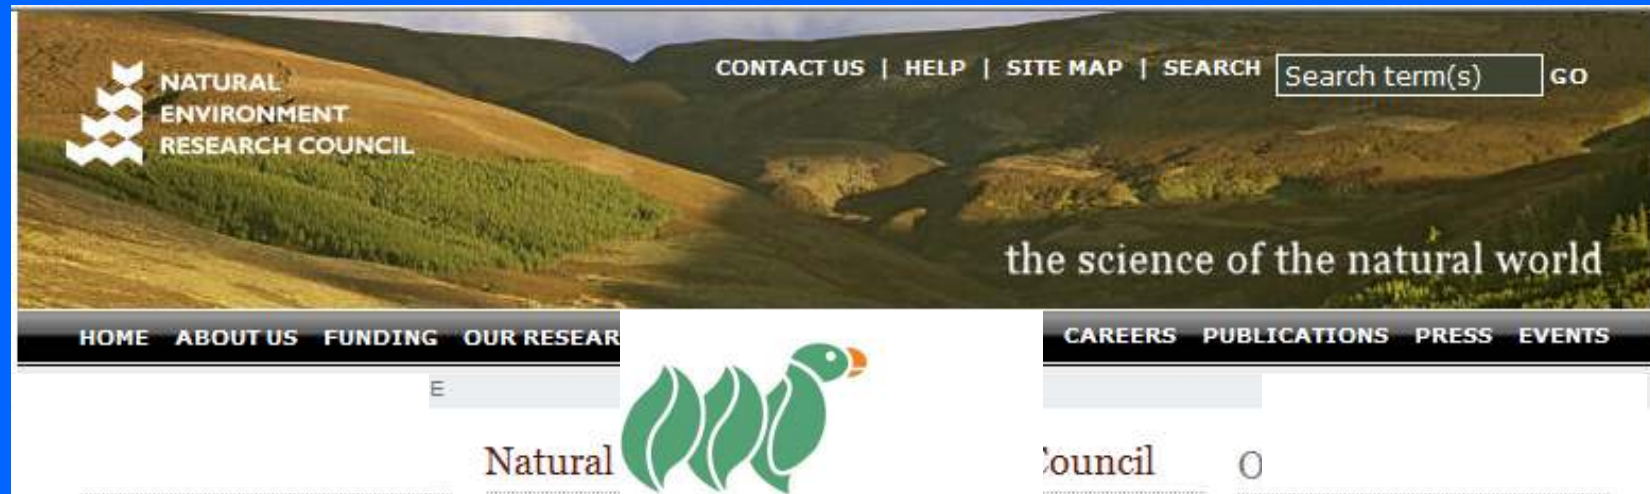 CONTACT US | HELP | SITE MAP | SEARCH Search term(s) GO
NATURAL
ENVIRONMENT
RESEARCH COUNCIL
the science of the natural world
HOME ABOUT US FUNDING OUR RESEAR CAREERS PUBLICATIONS PRESS EVENTS
E
Natural ouncil O